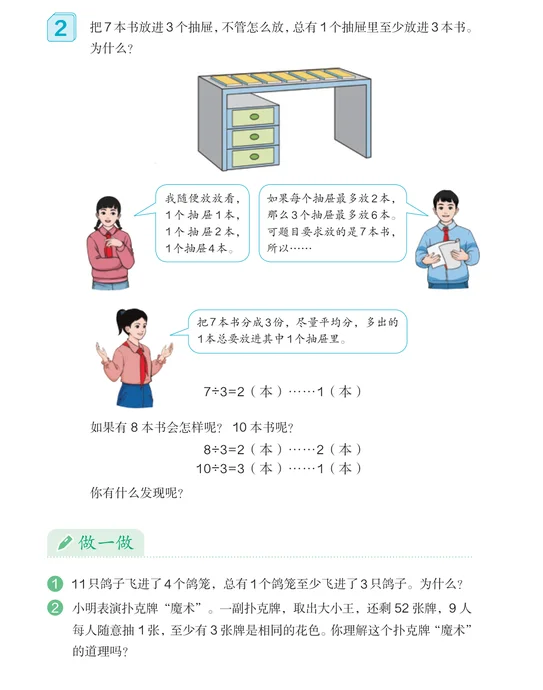 2
把7本书放进3个抽屉，不管怎么放，总有1个抽屉里至少放进3本书。
为什么？
我随便放放看，
1个抽屉1本，
1个抽屉2本，
1个抽屉4本。
如果每个抽屉最多放2本，
那么3个抽屉最多放6本。
可题目要求放的是7本书，
所以……
把7本书分成3份，尽量平均分，多出的
1本总要放进其中1个抽屉里。
7÷3=2（本）……1（本）
如果有8本书会怎样呢？10本书呢？
8÷3=2（本）……2（本）
10÷3=3（本）……1（本）
你有什么发现呢？
做一做
1 11只鸽子飞进了4个鸽笼，总有1个鸽笼至少飞进了3只鸽子。为什么？
2 小明表演扑克牌“魔术”。一副扑克牌，取出大小王，还剩52张牌，9人
每人随意抽1张，至少有3张牌是相同的花色。你理解这个扑克牌“魔术”
的道理吗？